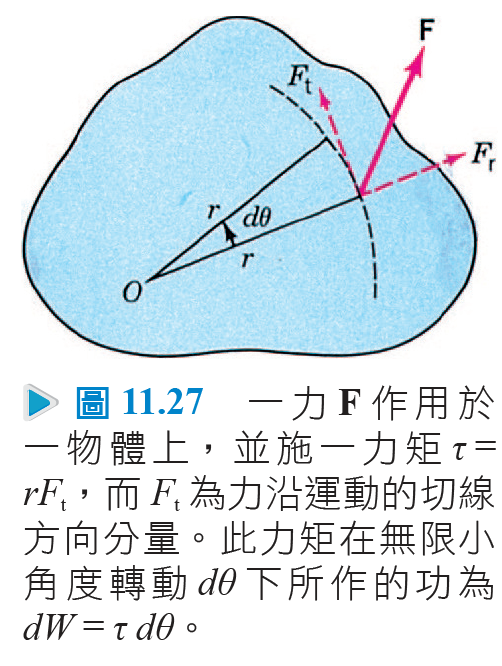 F
Fₜ
Fᵣ
r
dθ
r
O
圖 11.27 一力 F 作用於
一物體上，並施一力矩 τ =
rFₜ，而 Fₜ 為力沿運動的切線
方向分量。此力矩在無限小
角度轉動 dθ 下所作的功為
dW = τ dθ。